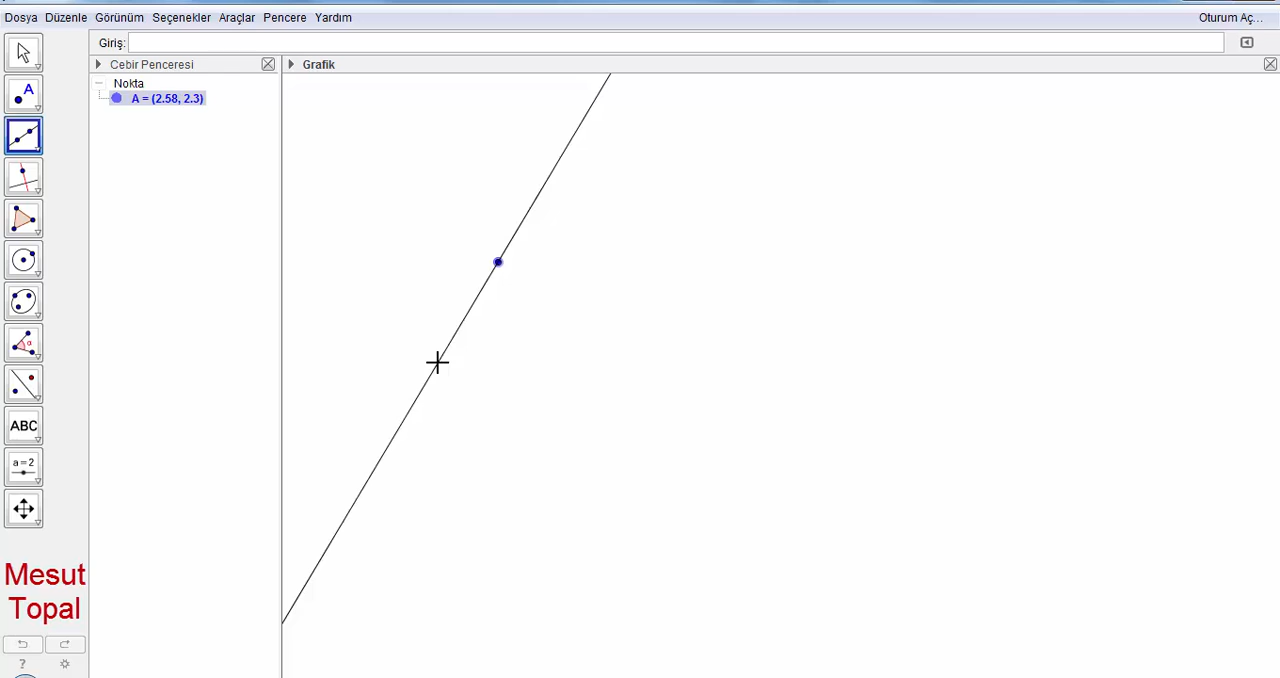 Dosya Düzenle Görünüm Seçenekler Araçlar Pencere Yardım Oturum Aç...
Giriş:
Cebir Penceresi
Grafik
Nokta
A = (2.58, 2.3)
A
α
ABC
a = 2
Mesut
Topal
?